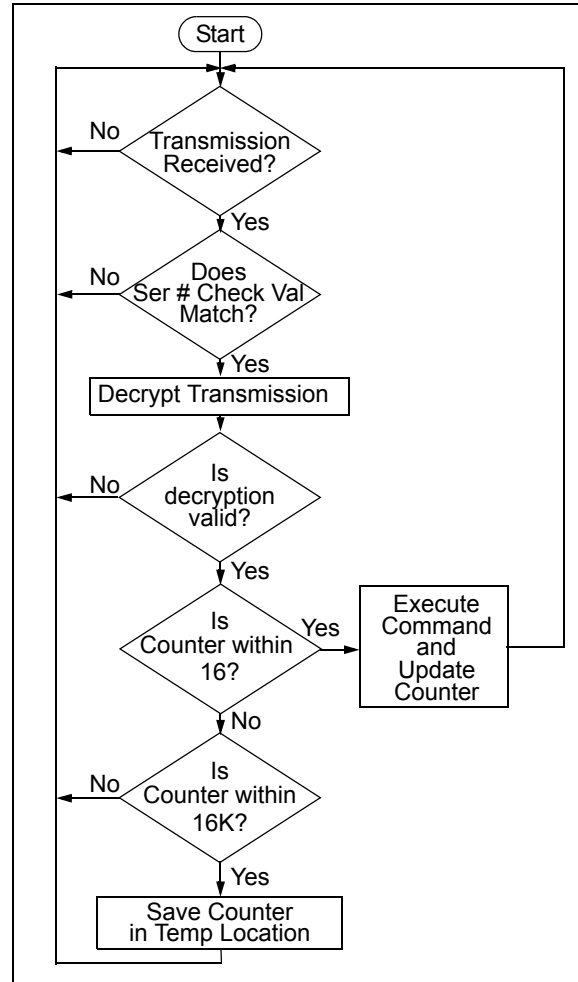 Start
No
Transmission
Received?
Yes
No
Does
Ser # Check Val
Match?
Yes
Decrypt Transmission
No
Is
decryption
valid?
Yes
Is
Counter within
16?
Yes
Execute
Command
and
Update
Counter
No
No
Is
Counter within
16K?
Yes
Save Counter
in Temp Location